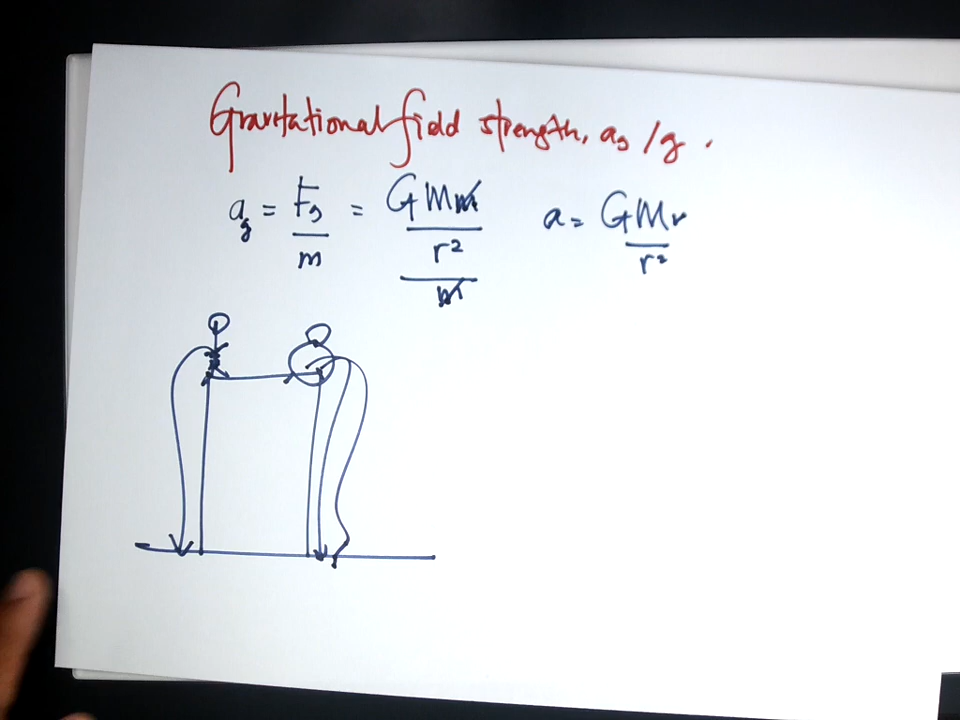 Gravitational field strength, ag /g.
ag = Fg/m = GMm/r²/m a = GM/r²